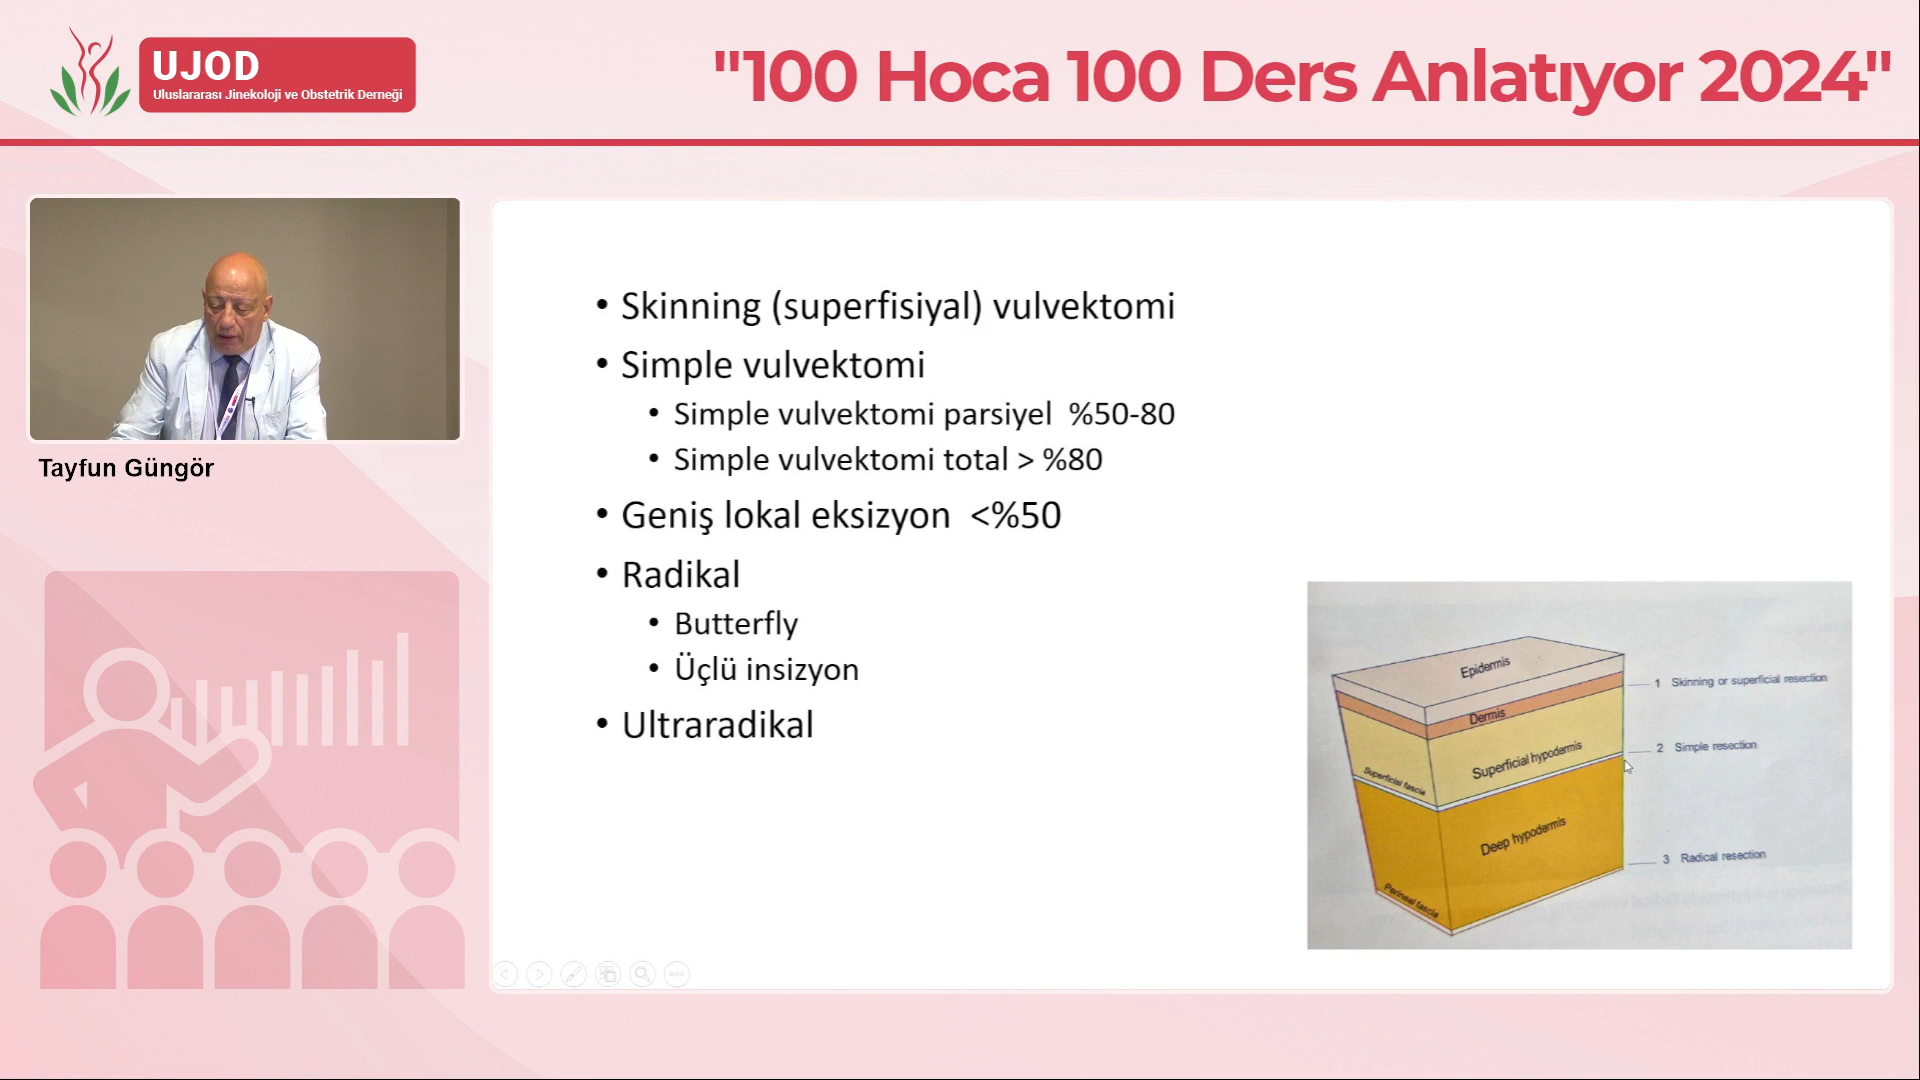 UJOD
Uluslararası Jinekoloji ve Obstetrik Derneği
"100 Hoca 100 Ders Anlatıyor 2024"
Tayfun Güngör
• Skinning (superfisiyal) vulvektomi
• Simple vulvektomi
• Simple vulvektomi parsiyel %50-80
• Simple vulvektomi total > %80
• Geniş lokal eksizyon <%50
• Radikal
• Butterfly
• Üçlü insizyon
• Ultraradikal
Epidermis
1 Skinning or superficial resection
Dermis
Superficial hypodermis
2 Simple resection
Superficial fascia
Deep hypodermis
3 Radical resection
Perineal fascia